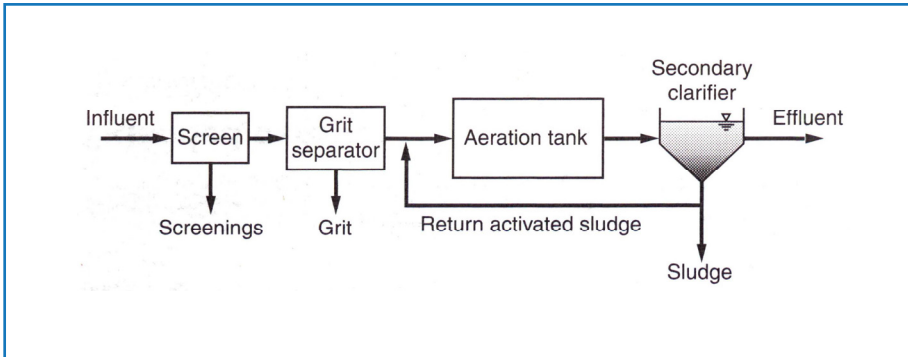 Secondary
clarifier
Influent
Screen
Grit
separator
Aeration tank
Effluent
Screenings
Grit
Return activated sludge
Sludge